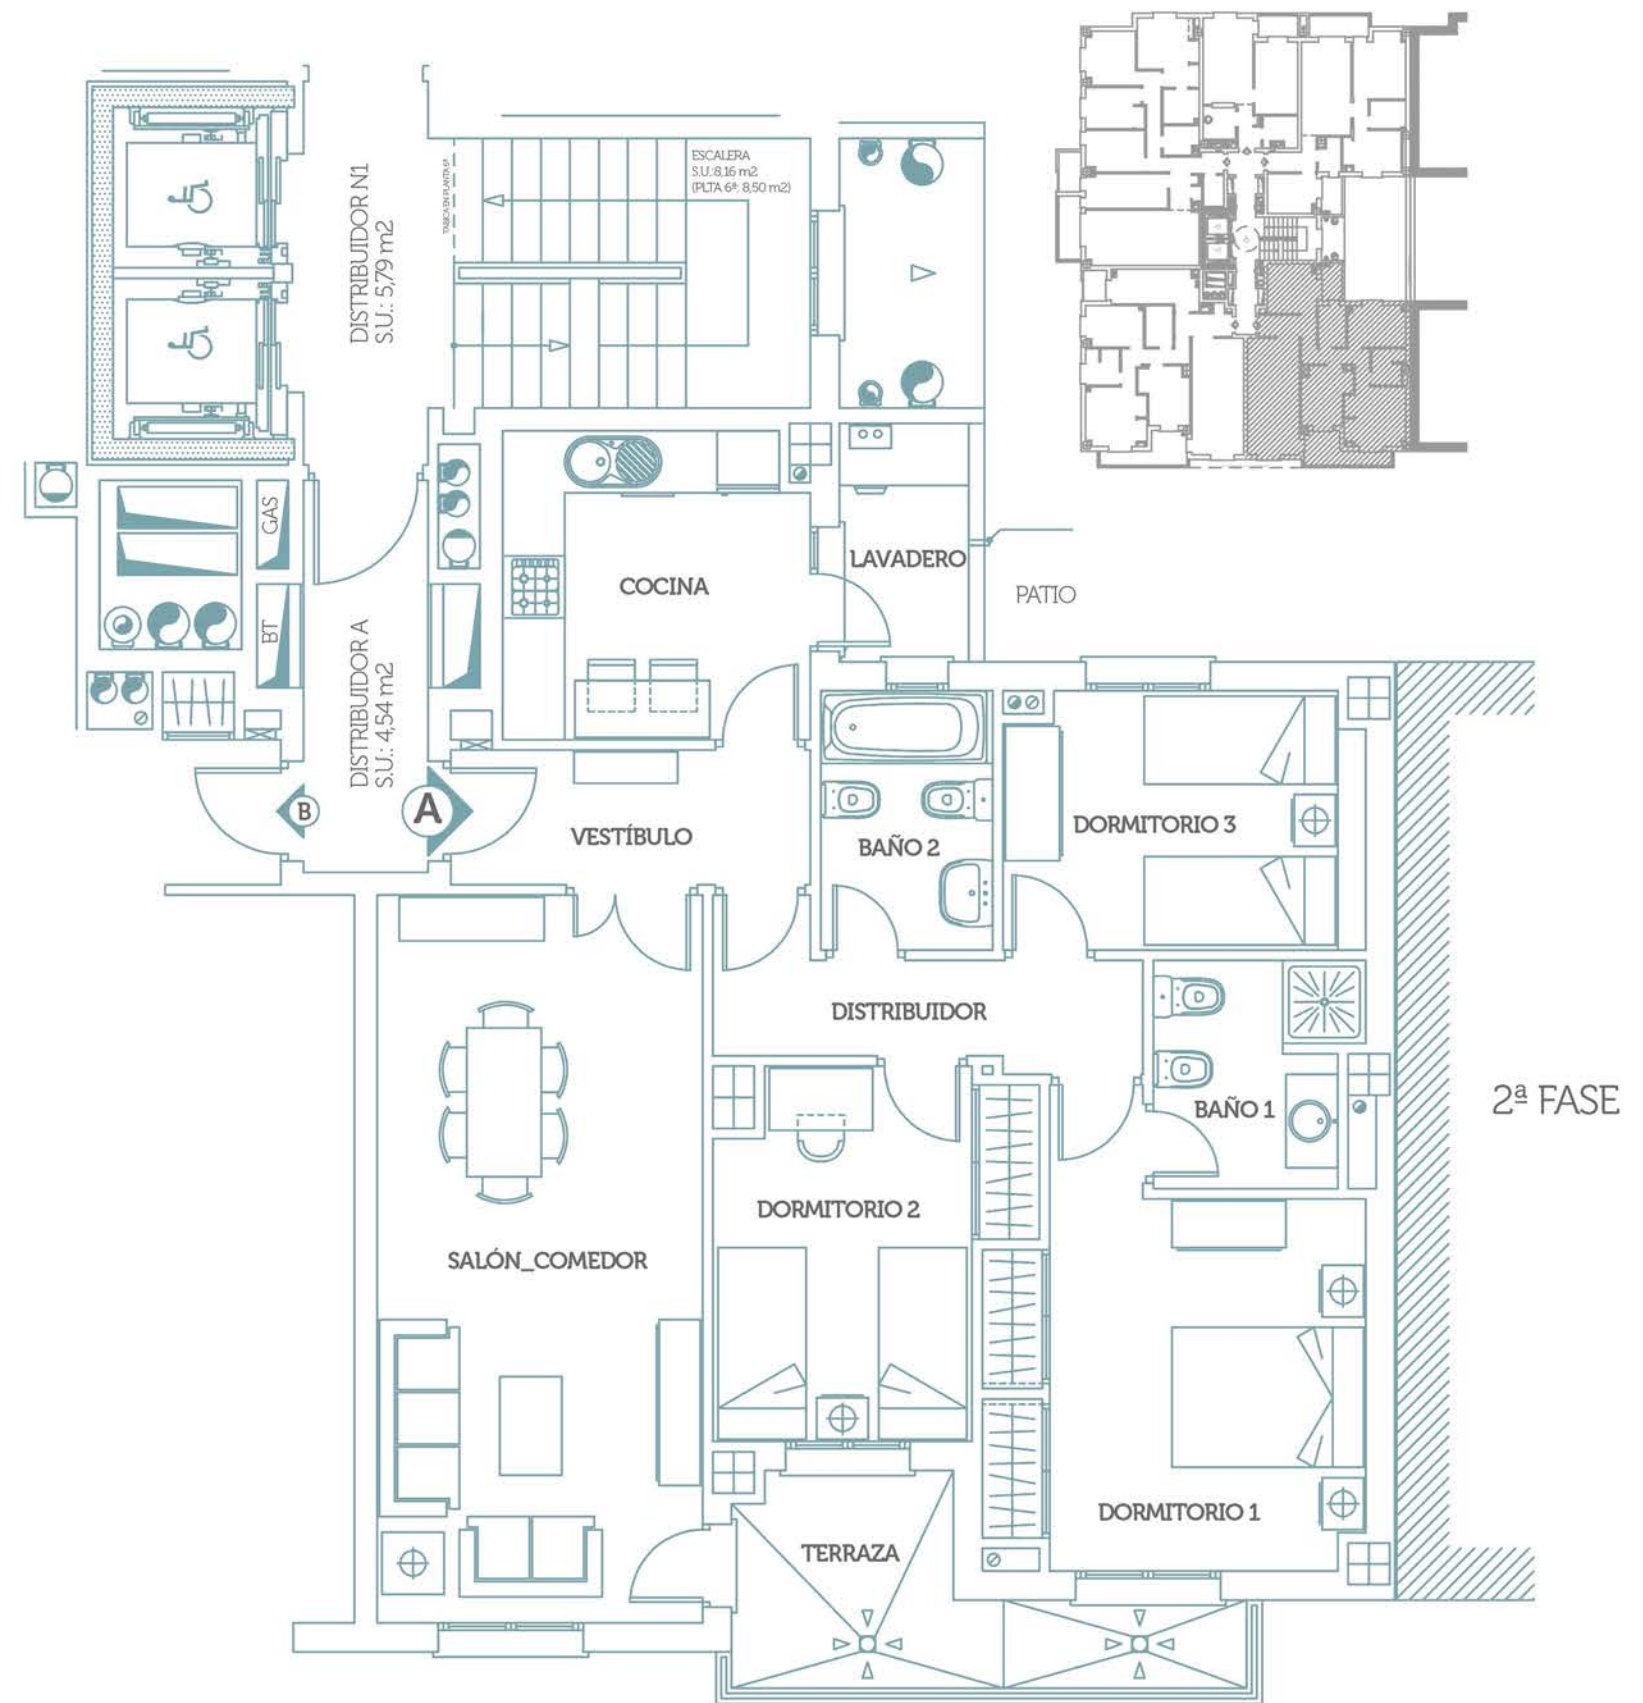 ESCALERA
S.U.:8,16 m2
(PLTA 6ª: 8,50 m2)
DISTRIBUIDOR N1
S.U.: 5,79 m2
GAS
BT
COCINA
LAVADERO
PATIO
DISTRIBUIDOR A
S.U.: 4,54 m2
B
A
VESTÍBULO
BAÑO 2
DORMITORIO 3
DISTRIBUIDOR
BAÑO 1
2ª FASE
DORMITORIO 2
SALÓN_COMEDOR
DORMITORIO 1
TERRAZA